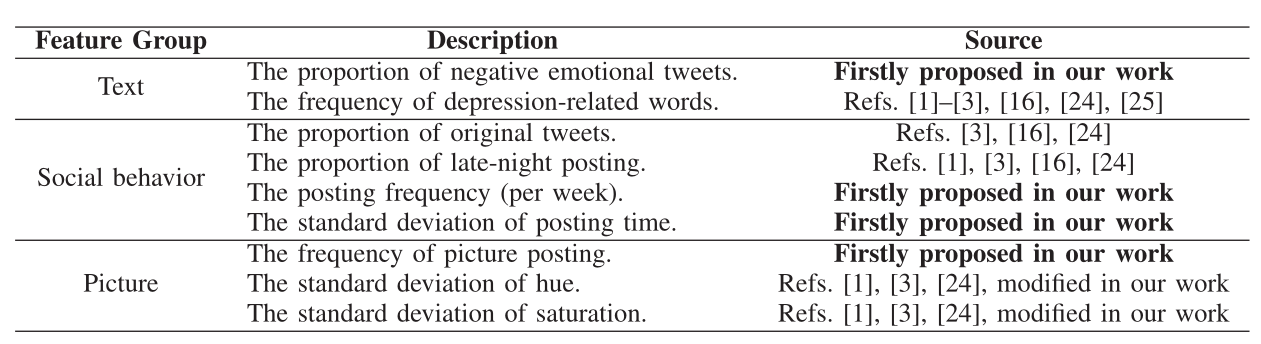 Feature Group Description Source
The proportion of negative emotional tweets. Firstly proposed in our work
Text
The frequency of depression-related words. Refs. [1]–[3], [16], [24], [25]
The proportion of original tweets. Refs. [3], [16], [24]
The proportion of late-night posting. Refs. [1], [3], [16], [24]
Social behavior
The posting frequency (per week). Firstly proposed in our work
The standard deviation of posting time. Firstly proposed in our work
The frequency of picture posting. Firstly proposed in our work
Picture The standard deviation of hue. Refs. [1], [3], [24], modified in our work
The standard deviation of saturation. Refs. [1], [3], [24], modified in our work